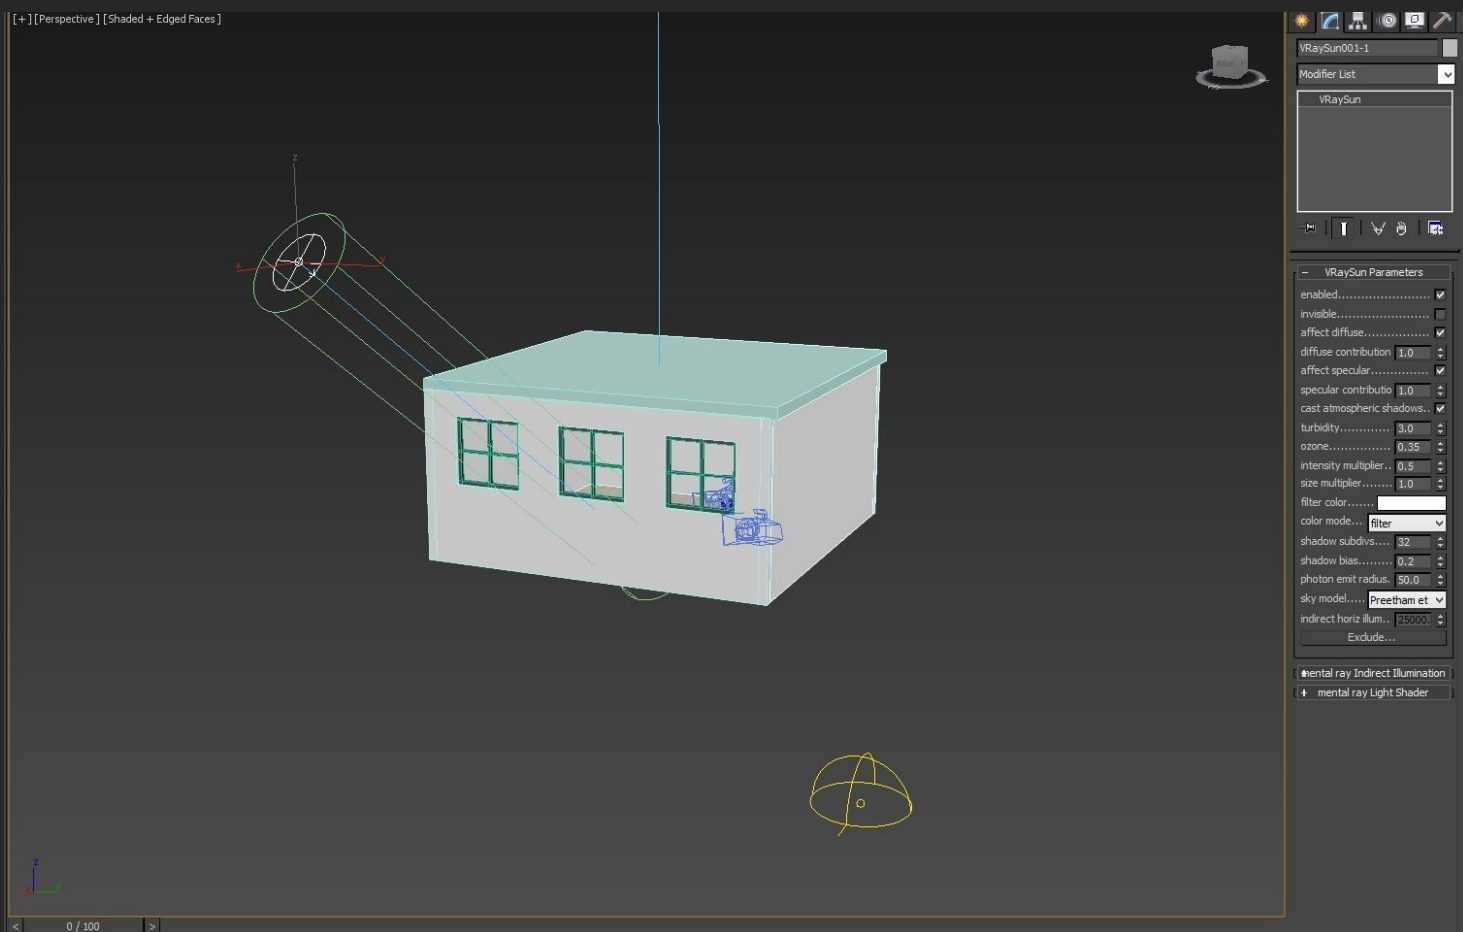 [+] [Perspective] [Shaded + Edged Faces]
VRaySun001-1
Modifier List
VRaySun
z
x
y
VRaySun Parameters
enabled
invisible
affect diffuse
diffuse contribution 1.0
affect specular
specular contributio 1.0
cast atmospheric shadows..
turbidity 3.0
ozone 0.35
intensity multiplier.. 0.5
size multiplier 1.0
filter color
color mode... filter
shadow subdivs.... 32
shadow bias 0.2
photon emit radius. 50.0
sky model..... Preetham et
indirect horiz illum.. 25000.
Exclude...
mental ray Indirect Illumination
+ mental ray Light Shader
z
x
y
< 0 / 100 >